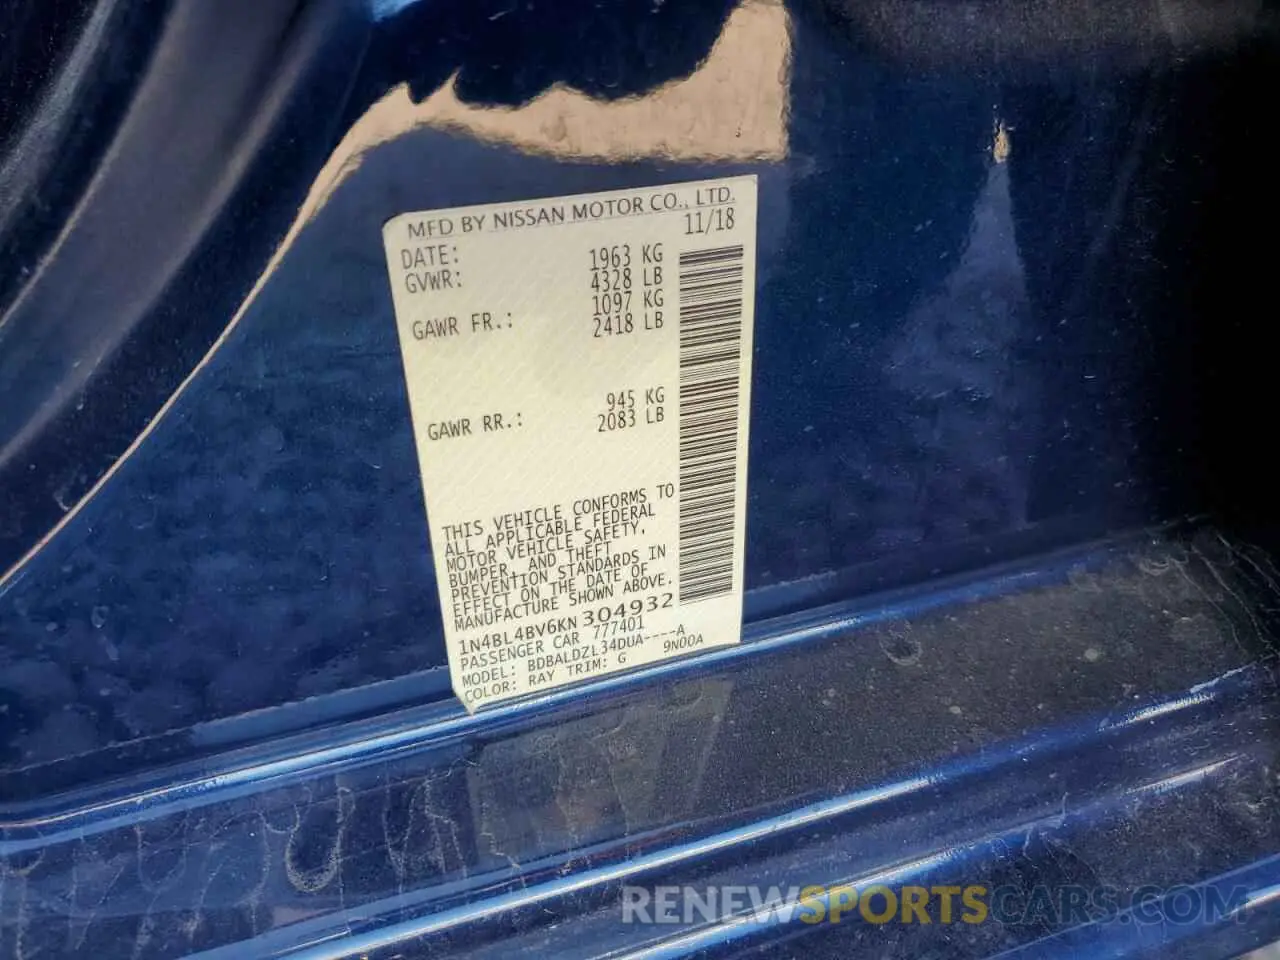 MFD BY NISSAN MOTOR CO., LTD.
DATE: 11/18
GVWR: 1963 KG
4328 LB
1097 KG
GAWR FR.: 2418 LB
945 KG
GAWR RR.: 2083 LB
THIS VEHICLE CONFORMS TO
ALL APPLICABLE FEDERAL
MOTOR VEHICLE SAFETY,
BUMPER, AND THEFT
PREVENTION STANDARDS IN
EFFECT ON THE DATE OF
MANUFACTURE SHOWN ABOVE.
1N4BL4BV6KN304932
PASSENGER CAR 777401
MODEL: BDBALDZL34DUA----A
COLOR: RAY TRIM: G 9N00A
RENEWSPORTSCARS.COM